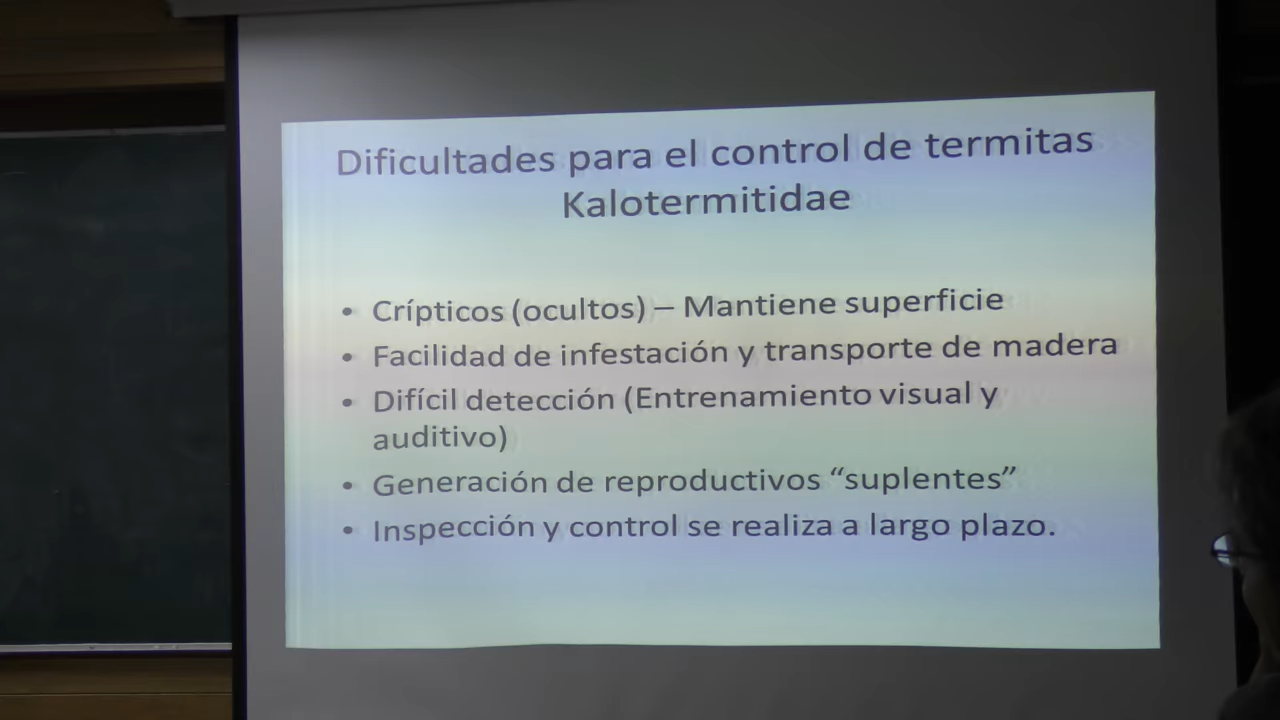 Dificultades para el control de termitas
Kalotermitidae
• Crípticos (ocultos) – Mantiene superficie
• Facilidad de infestación y transporte de madera
• Difícil detección (Entrenamiento visual y
auditivo)
• Generación de reproductivos “suplentes”
• Inspección y control se realiza a largo plazo.